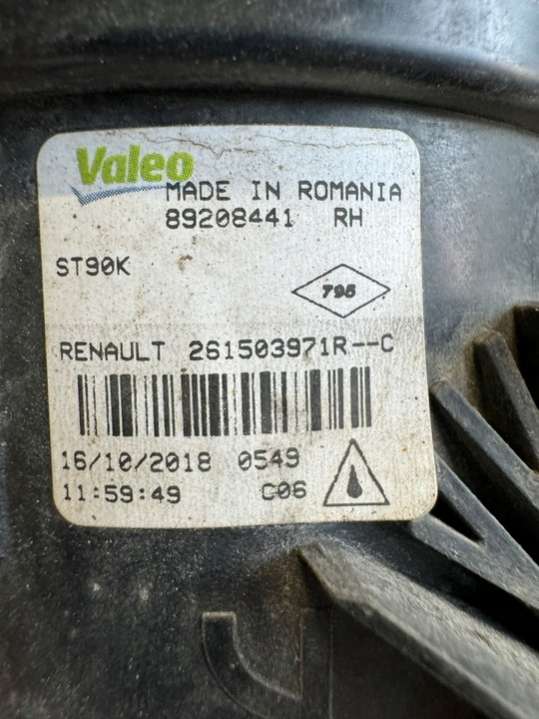 Valeo
MADE IN ROMANIA
89208441 RH
ST90K
795
RENAULT 261503971R--C
16/10/2018 0549
11:59:49 C06